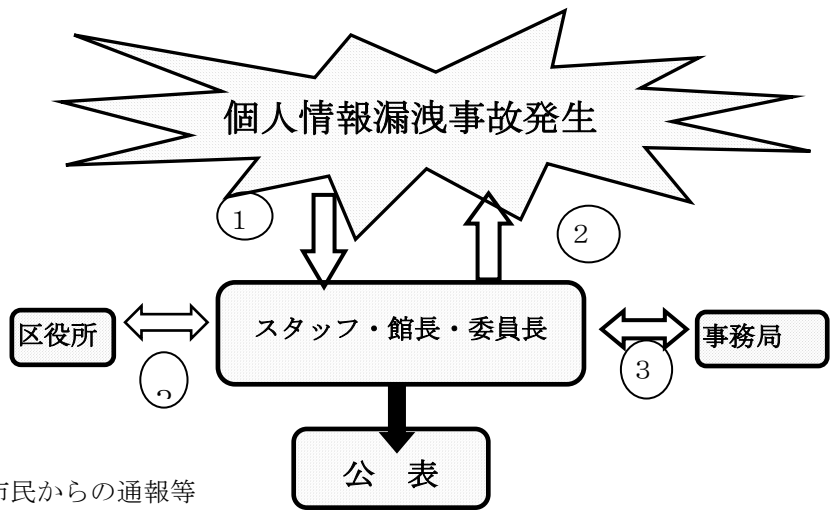 個人情報漏洩事故発生
1
2
区役所
スタッフ・館長・委員長
事務局
3
公 表
市民からの通報等